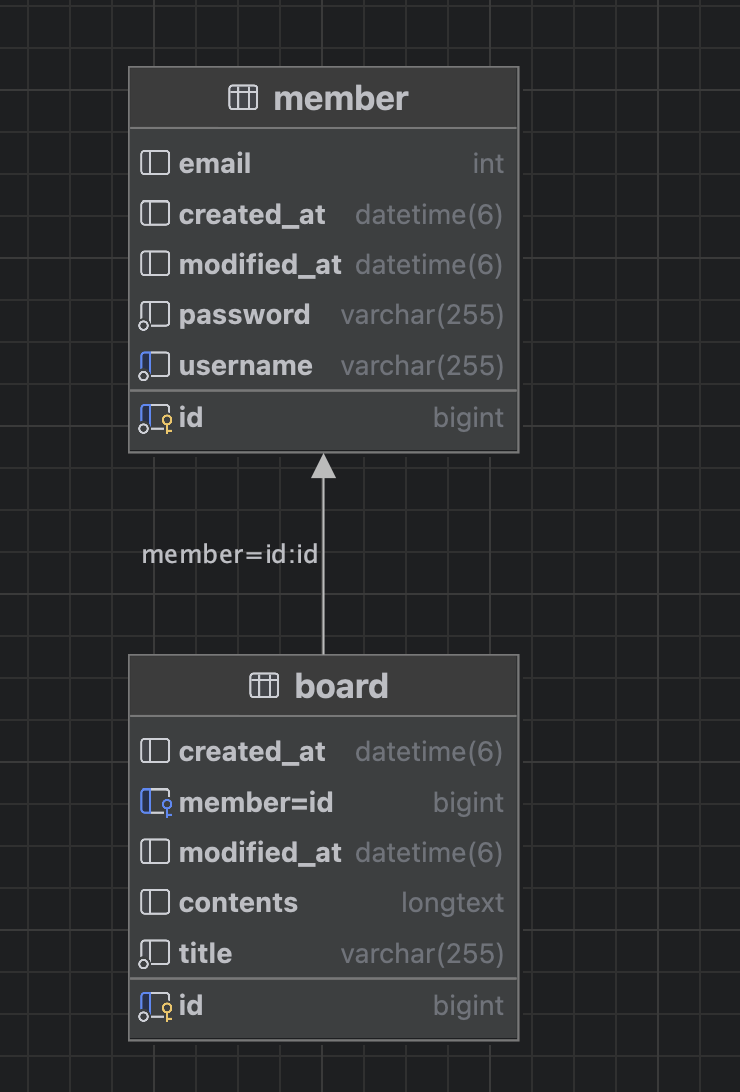 member
email int
created_at datetime(6)
modified_at datetime(6)
password varchar(255)
username varchar(255)
id bigint
member=id:id
board
created_at datetime(6)
member=id bigint
modified_at datetime(6)
contents longtext
title varchar(255)
id bigint